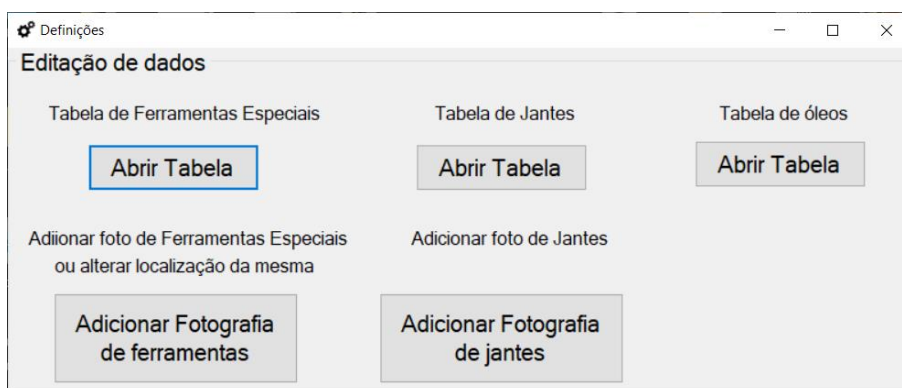 Definições
Editação de dados
Tabela de Ferramentas Especiais
Tabela de Jantes
Tabela de óleos
Abrir Tabela
Abrir Tabela
Abrir Tabela
Adiionar foto de Ferramentas Especiais
ou alterar localização da mesma
Adicionar foto de Jantes
Adicionar Fotografia
de ferramentas
Adicionar Fotografia
de jantes